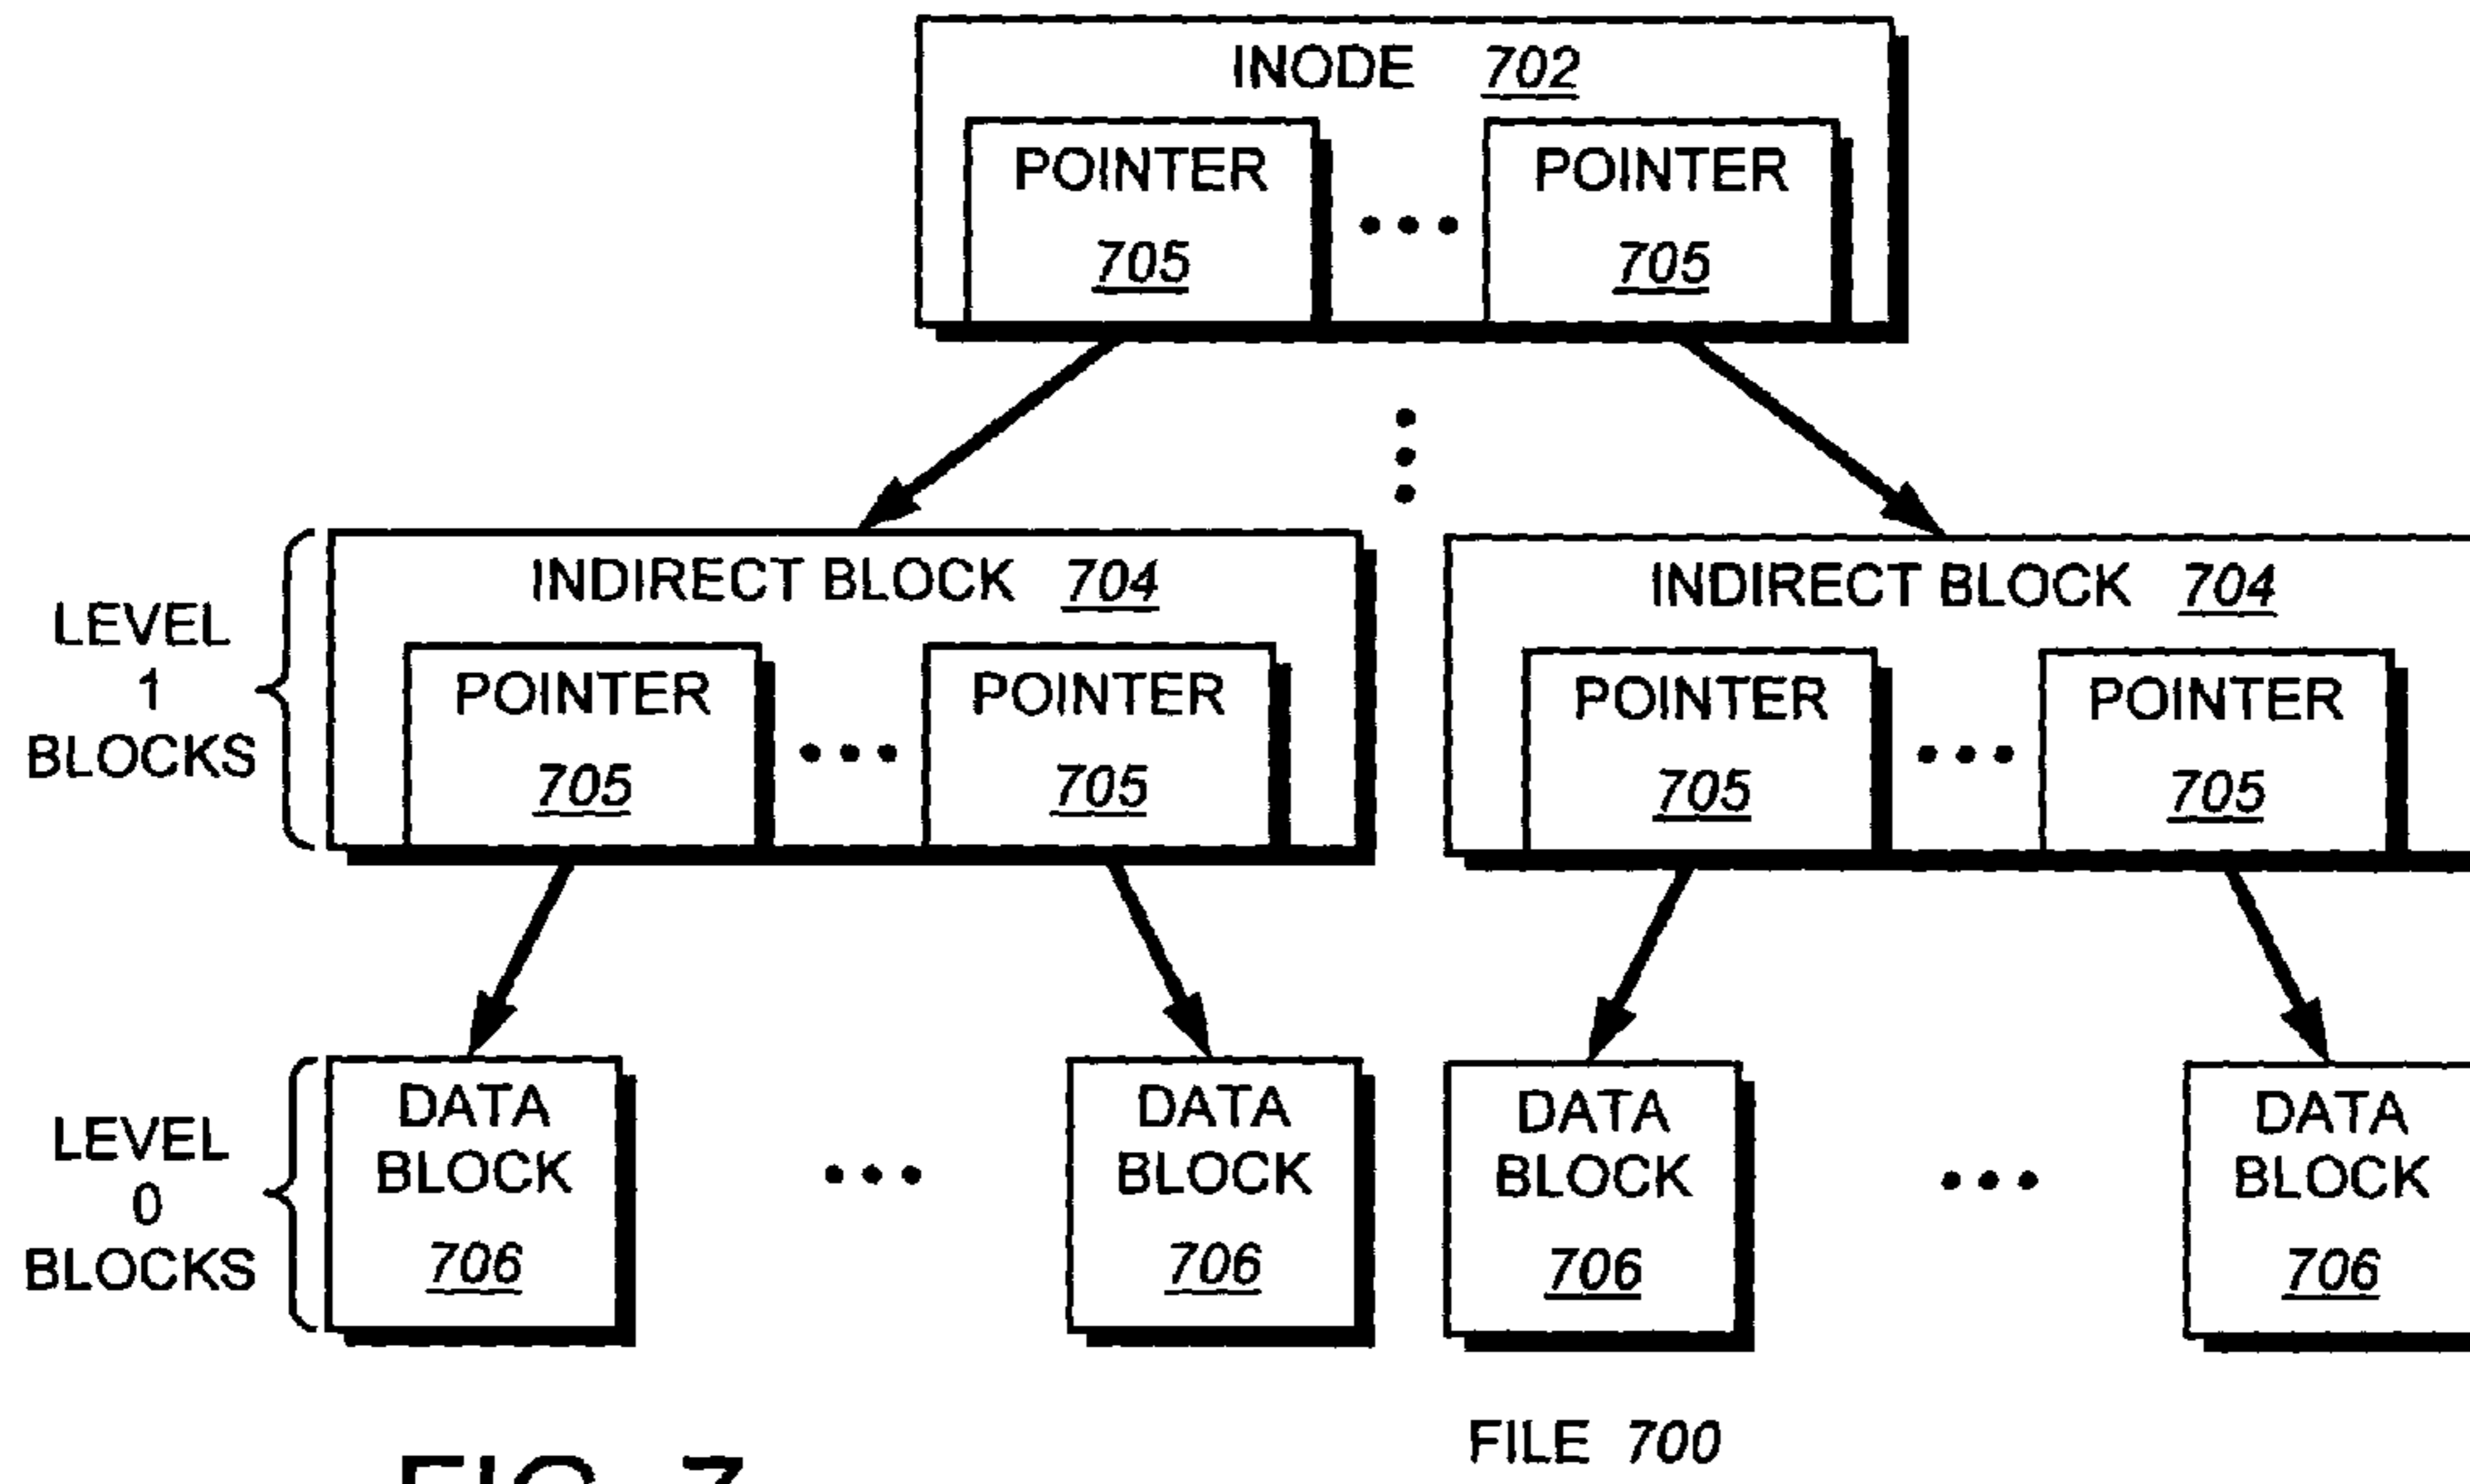 INODE 702
POINTER POINTER
705 ••• 705
INDIRECT BLOCK 704
INDIRECT BLOCK 704
LEVEL
1
BLOCKS
POINTER POINTER
705 ••• 705
POINTER POINTER
705 ••• 705
LEVEL
0
BLOCKS
DATA
BLOCK
706
•••
DATA
BLOCK
706
DATA
BLOCK
706
•••
DATA
BLOCK
706
FILE 700
FIG. 7